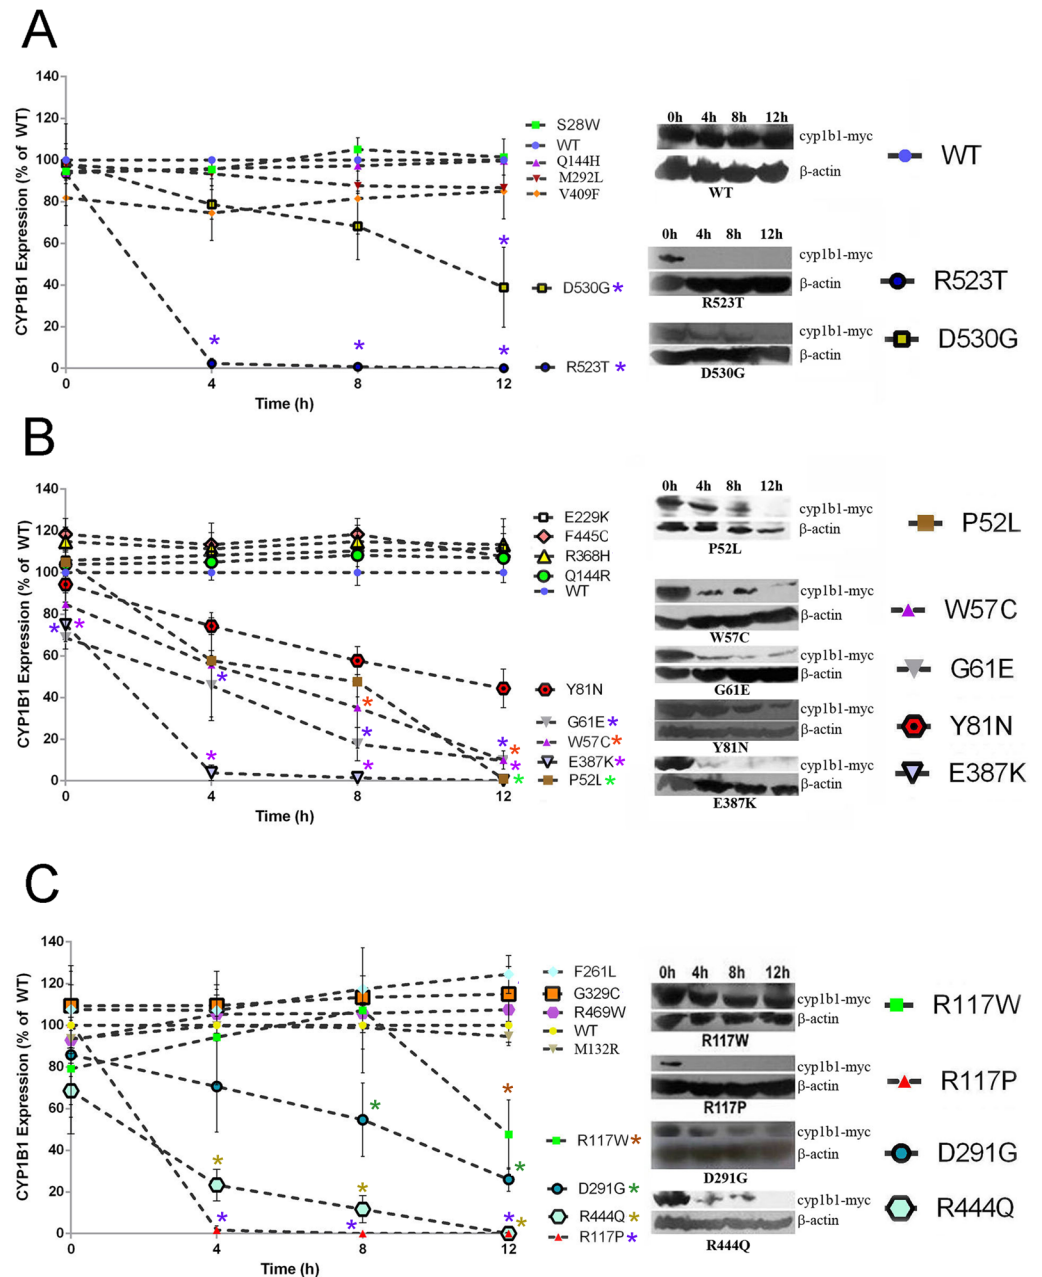 A
CYP1B1 Expression (% of WT)
140
120
100
80
60
40
20
0
0
4
8
12
Time (h)
S28W
WT
Q144H
M292L
V409F
D530G *
R523T *
*
*
*
*
0h 4h 8h 12h
cyp1b1-myc
β-actin
WT
0h 4h 8h 12h
cyp1b1-myc
β-actin
R523T
cyp1b1-myc
β-actin
D530G
WT
R523T
D530G
B
CYP1B1 Expression (% of WT)
140
120
100
80
60
40
20
0
0
4
8
12
Time (h)
E229K
F445C
R368H
Q144R
WT
Y81N
G61E *
W57C *
E387K *
P52L *
0h 4h 8h 12h
cyp1b1-myc
β-actin
P52L
cyp1b1-myc
β-actin
W57C
cyp1b1-myc
β-actin
G61E
cyp1b1-myc
β-actin
Y81N
cyp1b1-myc
β-actin
E387K
P52L
W57C
G61E
Y81N
E387K
C
CYP1B1 Expression (% of WT)
140
120
100
80
60
40
20
0
0
4
8
12
Time (h)
F261L
G329C
R469W
WT
M132R
R117W *
D291G *
R444Q *
R117P *
0h 4h 8h 12h
cyp1b1-myc
β-actin
R117W
cyp1b1-myc
β-actin
R117P
cyp1b1-myc
β-actin
D291G
cyp1b1-myc
β-actin
R444Q
R117W
R117P
D291G
R444Q